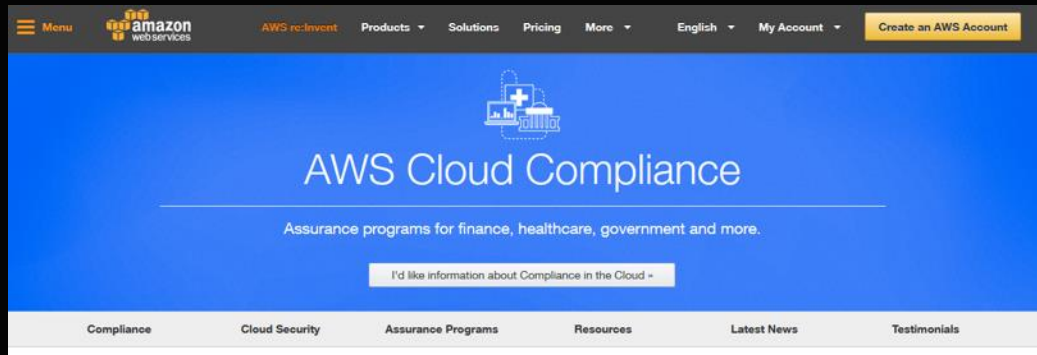 Menu
amazon
web services
AWS re:Invent
Products
Solutions
Pricing
More
English
My Account
Create an AWS Account
AWS Cloud Compliance
Assurance programs for finance, healthcare, government and more.
I'd like information about Compliance in the Cloud »
Compliance
Cloud Security
Assurance Programs
Resources
Latest News
Testimonials